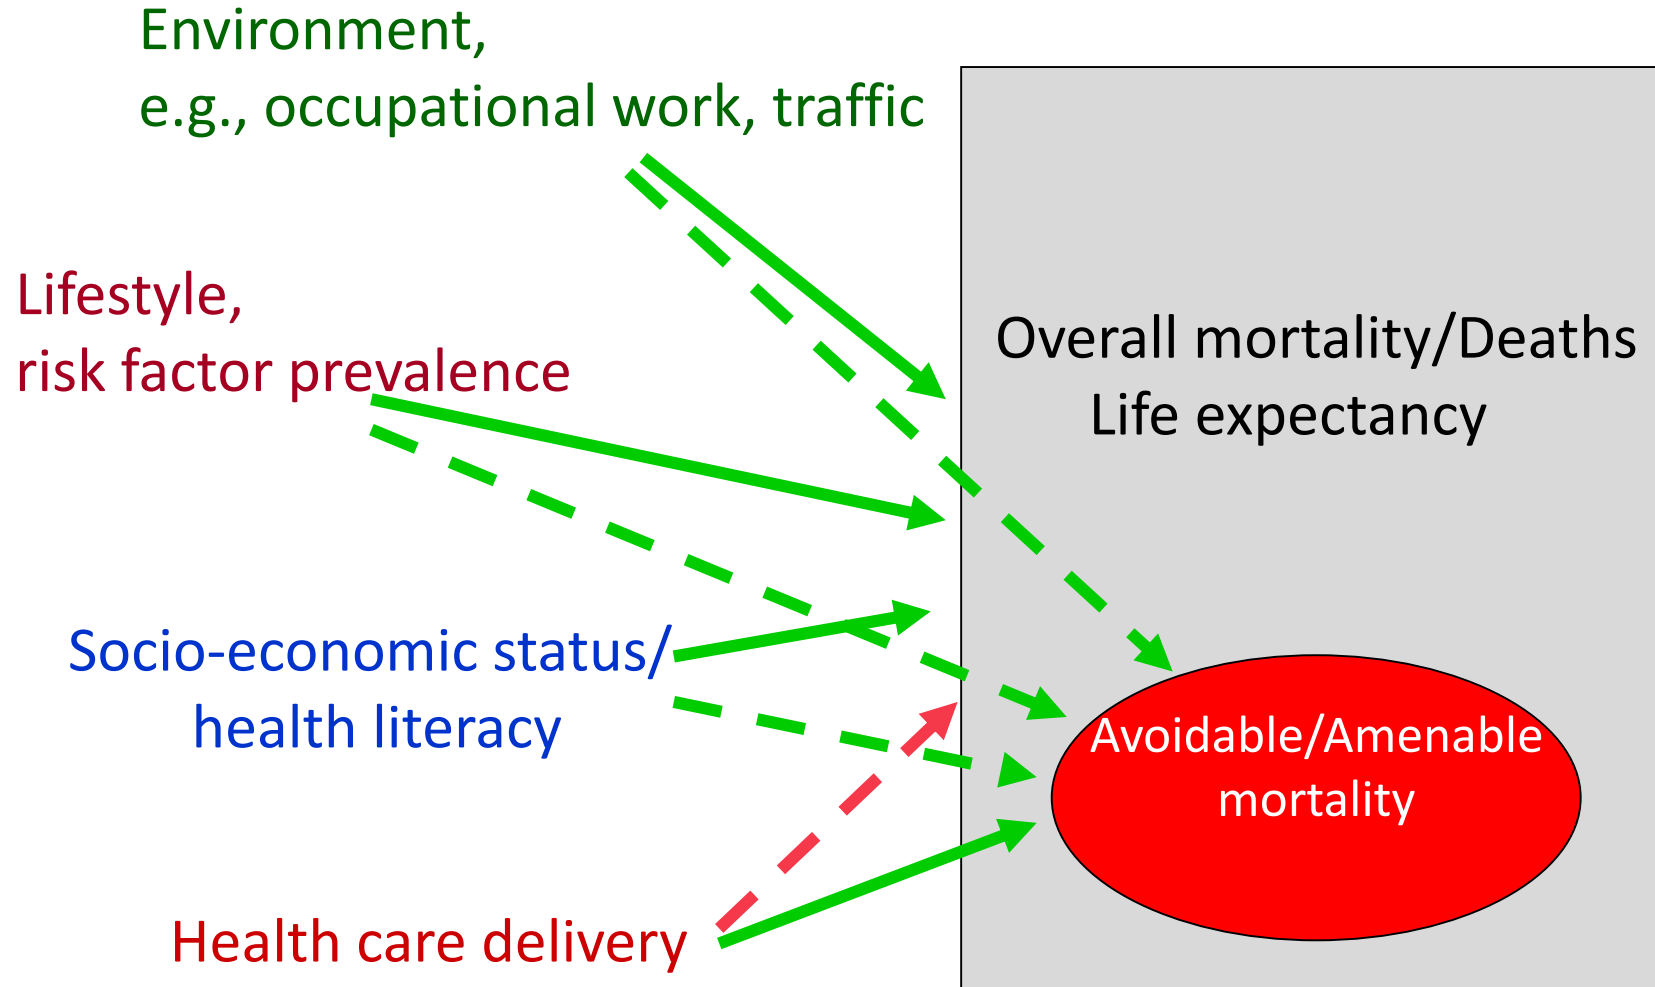 Environment,
e.g., occupational work, traffic
Lifestyle,
risk factor prevalence
Overall mortality/Deaths
Life expectancy
Socio-economic status/
health literacy
Avoidable/Amenable
mortality
Health care delivery